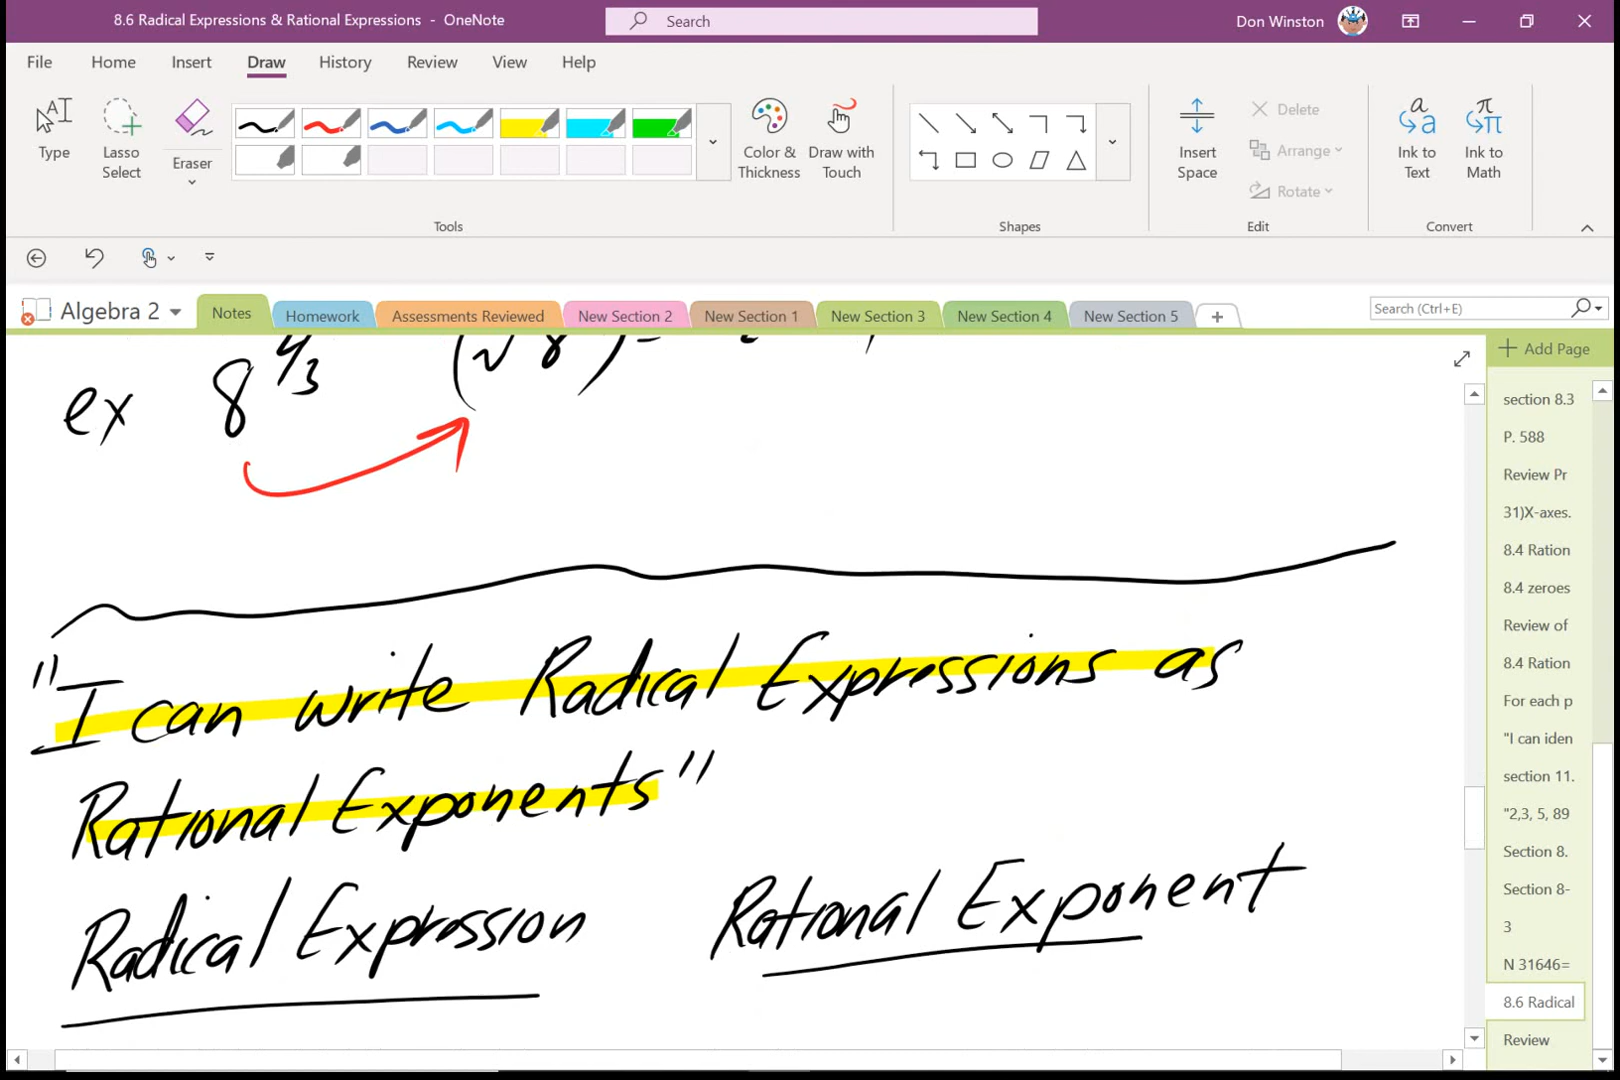 8.6 Radical Expressions & Rational Expressions - OneNote
Search
Don Winston
File Home Insert Draw History Review View Help
Type
Lasso Select
Eraser
Color & Thickness
Draw with Touch
Insert Space
Delete
Arrange
Rotate
Ink to Text
Ink to Math
Tools Shapes Edit Convert
Algebra 2 Notes Homework Assessments Reviewed New Section 2 New Section 1 New Section 3 New Section 4 New Section 5
Search (Ctrl+E)
Add Page
ex 8
"I can write Radical Expressions as
Rational Exponents"
Radical Expression Rational Exponent
section 8.3
P. 588
Review Pr
31)X-axes.
8.4 Ration
8.4 zeroes
Review of
8.4 Ration
For each p
"I can iden
section 11.
"2,3, 5, 89
Section 8.
Section 8-
3
N 31646=
8.6 Radical
Review